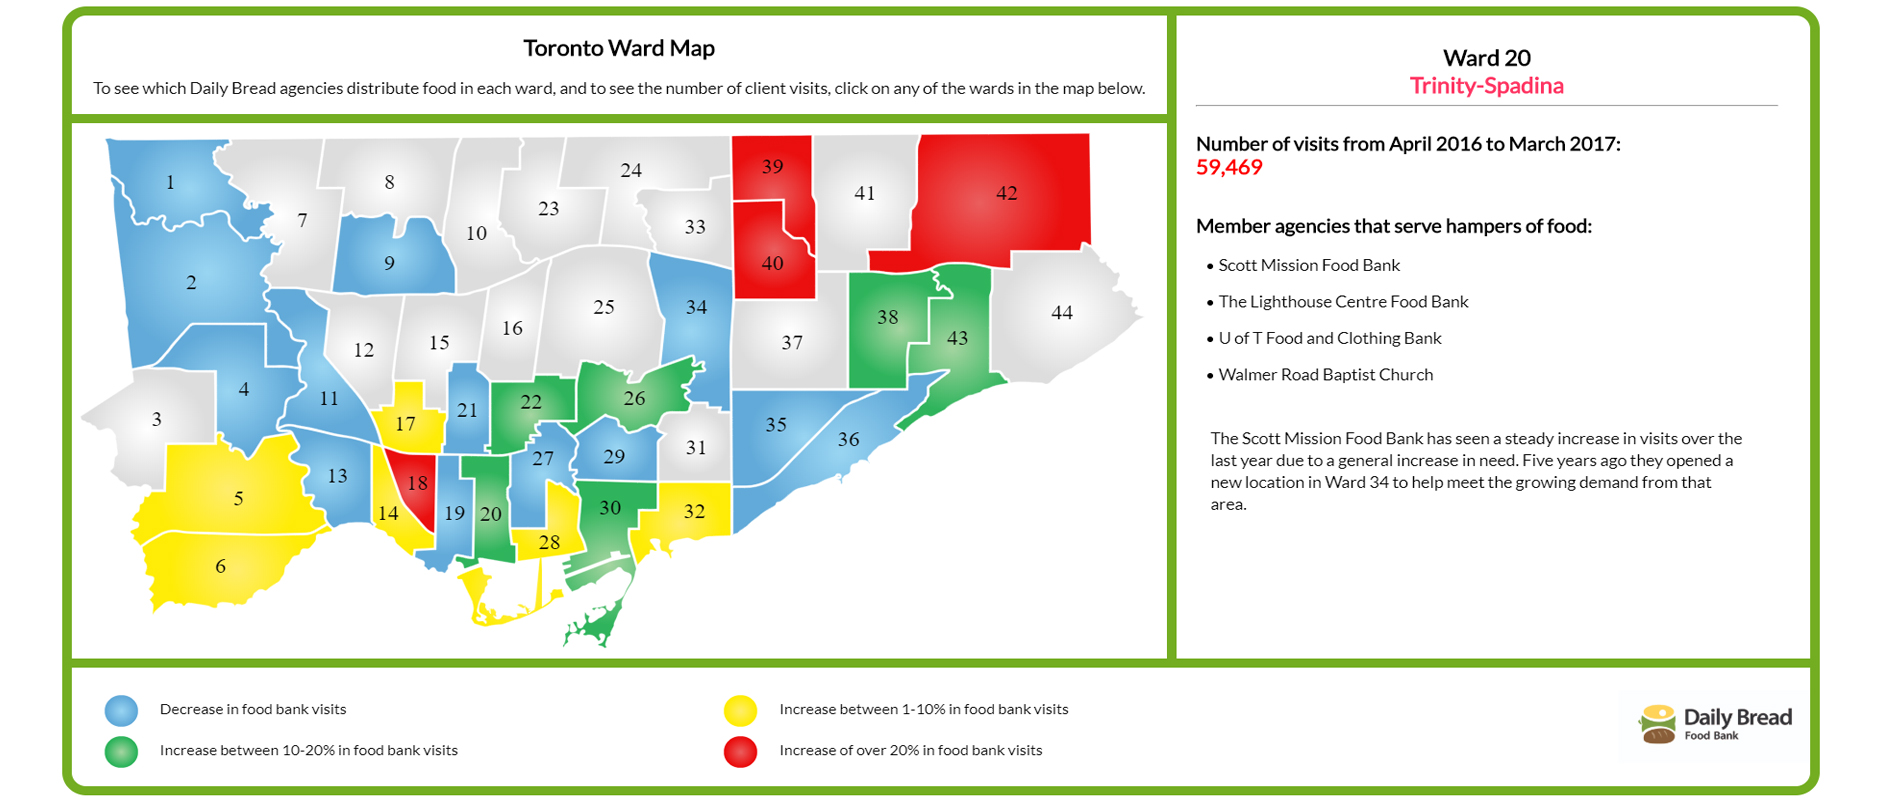 Toronto Ward Map
To see which Daily Bread agencies distribute food in each ward, and to see the number of client visits, click on any of the wards in the map below.
1
2
3
4
5
6
7
8
9
10
11
12
13
14
15
16
17
18
19
20
21
22
23
24
25
26
27
28
29
30
31
32
33
34
35
36
37
38
39
40
41
42
43
44
Ward 20
Trinity-Spadina
Number of visits from April 2016 to March 2017:
59,469
Member agencies that serve hampers of food:
• Scott Mission Food Bank
• The Lighthouse Centre Food Bank
• U of T Food and Clothing Bank
• Walmer Road Baptist Church
The Scott Mission Food Bank has seen a steady increase in visits over the
last year due to a general increase in need. Five years ago they opened a
new location in Ward 34 to help meet the growing demand from that
area.
Decrease in food bank visits
Increase between 10-20% in food bank visits
Increase between 1-10% in food bank visits
Increase of over 20% in food bank visits
Daily Bread
Food Bank